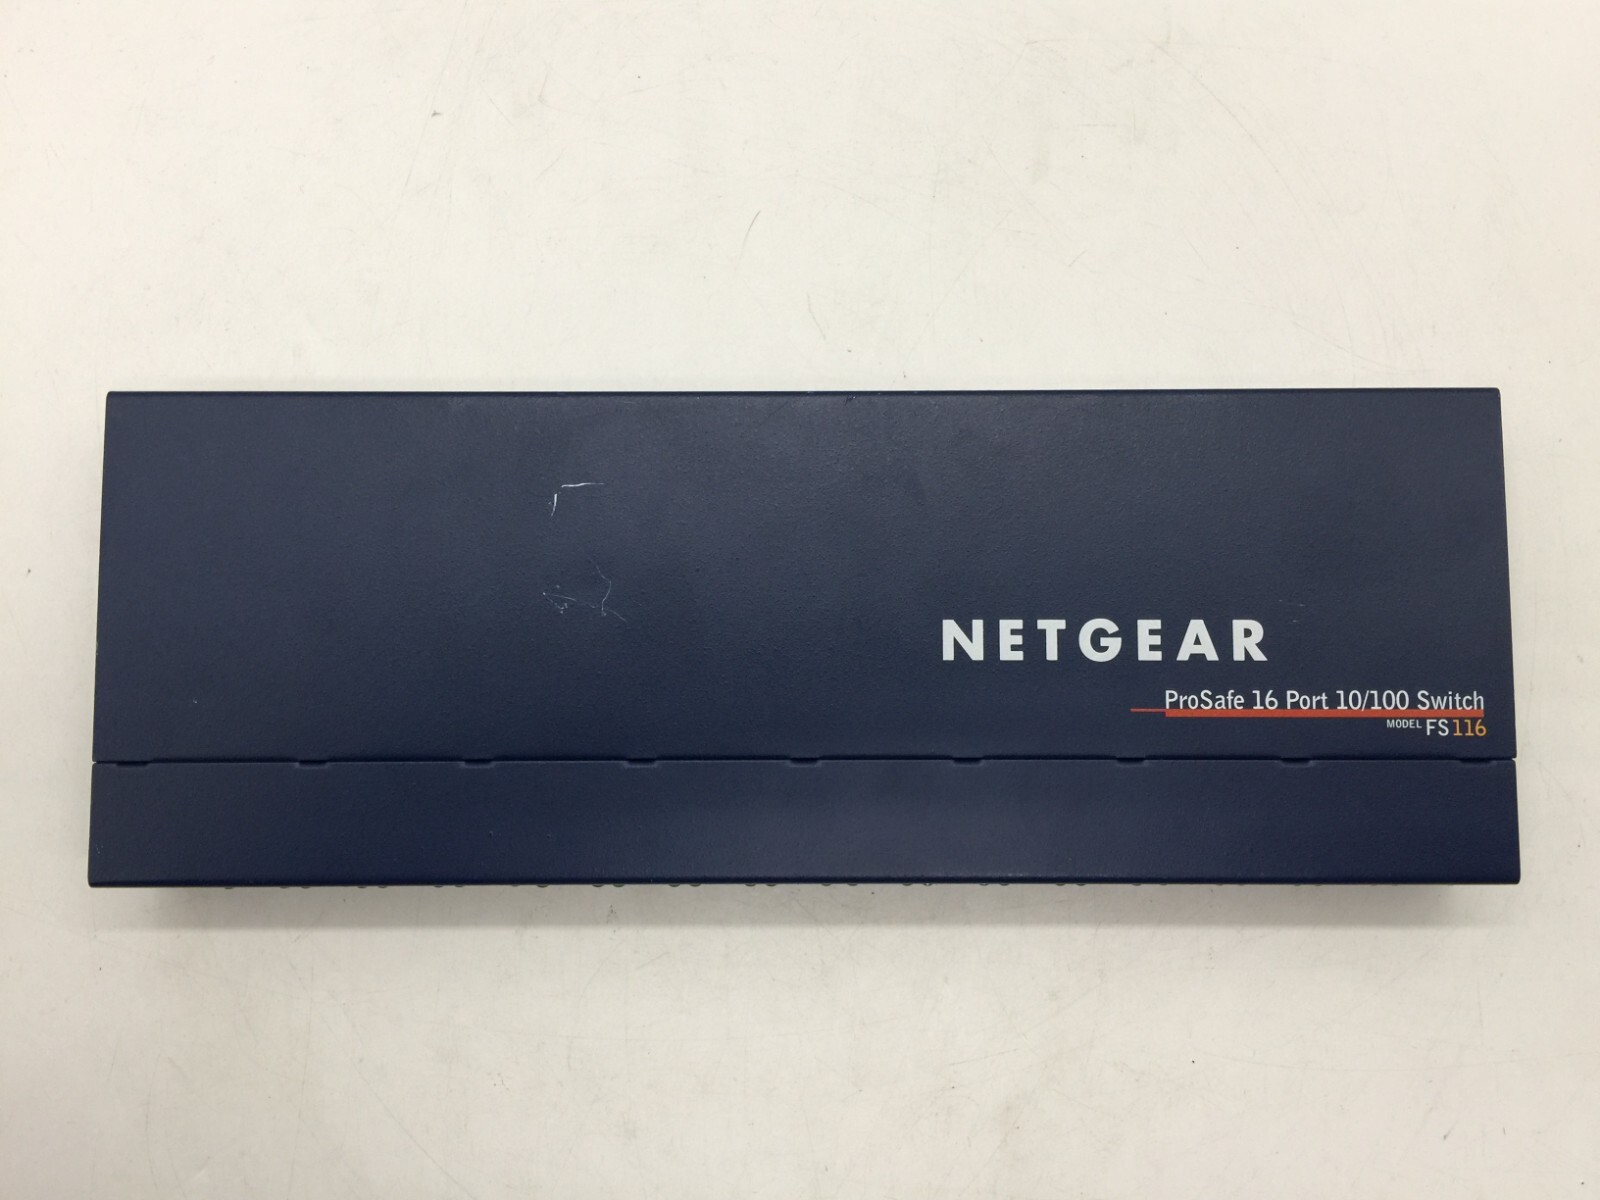 NETGEAR
ProSafe 16 Port 10/100 Switch
MODEL FS116